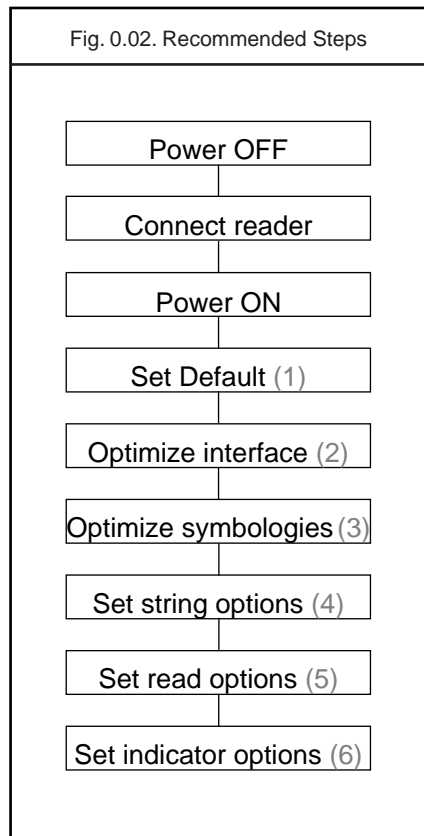 Fig. 0.02. Recommended Steps
Power OFF
Connect reader
Power ON
Set Default (1)
Optimize interface (2)
Optimize symbologies (3)
Set string options (4)
Set read options (5)
Set indicator options (6)